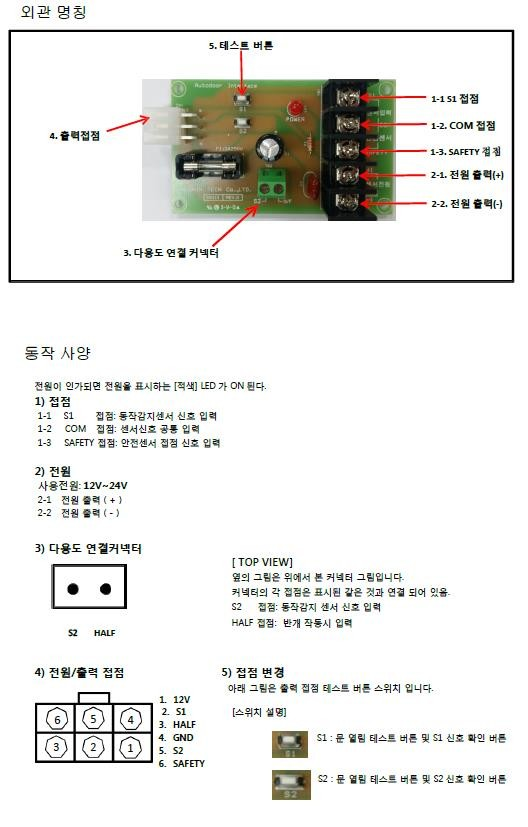 외관 명칭
5. 테스트 버튼
Autodoor Interface
1-1 S1 접점
4. 출력접점
POWER
S2
1-2. COM 접점
1-3. SAFETY 접점
2-1. 전원 출력(+)
2-2. 전원 출력(-)
3. 다용도 연결 커넥터
동작 사양
전원이 인가되면 전원을 표시하는 [적색] LED 가 ON 된다.
1) 접점
1-1 S1 접점: 동작감지센서 신호 입력
1-2 COM 접점: 센서신호 공통 입력
1-3 SAFETY 접점: 안전센서 접점 신호 입력
2) 전원
사용전원: 12V~24V
2-1 전원 출력 ( + )
2-2 전원 출력 ( - )
3) 다용도 연결커넥터
S2 HALF
[ TOP VIEW]
옆의 그림은 위에서 본 커넥터 그림입니다.
커넥터의 각 접점은 표시된 같은 것과 연결 되어 있음.
S2 접점: 동작감지 센서 신호 입력
HALF 접점: 반개 작동시 입력
4) 전원/출력 접점
6 5 4
3 2 1
1. 12V
2. S1
3. HALF
4. GND
5. S2
6. SAFETY
5) 접점 변경
아래 그림은 출력 접점 테스트 버튼 스위치 입니다.
[스위치 설명]
S1
S1 : 문 열림 테스트 버튼 및 S1 신호 확인 버튼
S2
S2 : 문 열림 테스트 버튼 및 S2 신호 확인 버튼